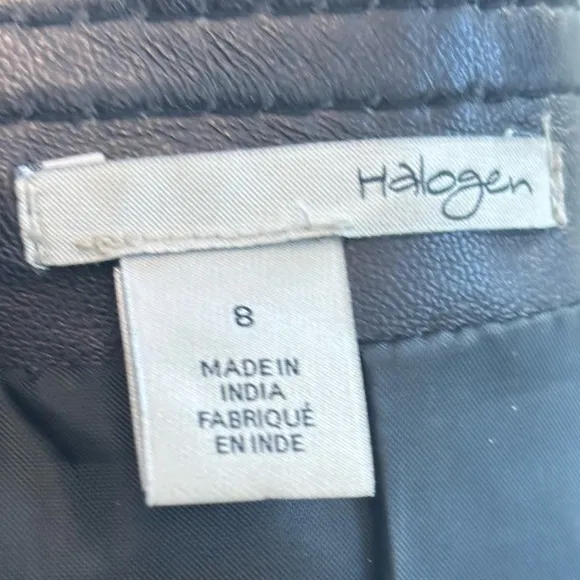 Halogen
8
MADE IN
INDIA
FABRIQUÉ
EN INDE